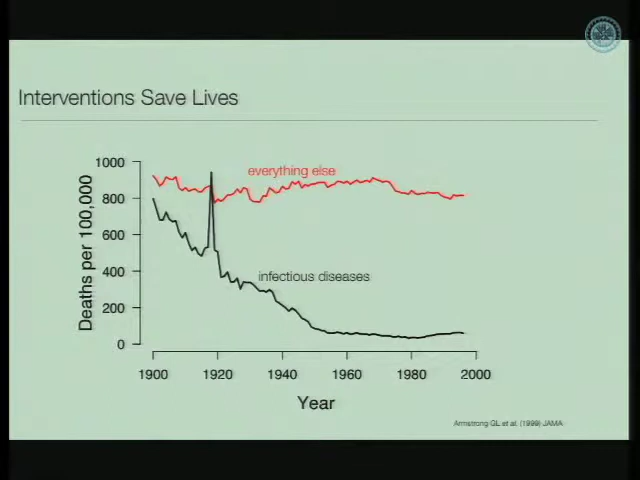 Interventions Save Lives
everything else
infectious diseases
Deaths per 100,000
1000
800
600
400
200
0
1900 1920 1940 1960 1980 2000
Year
Armstrong GL et al. (1999) JAMA